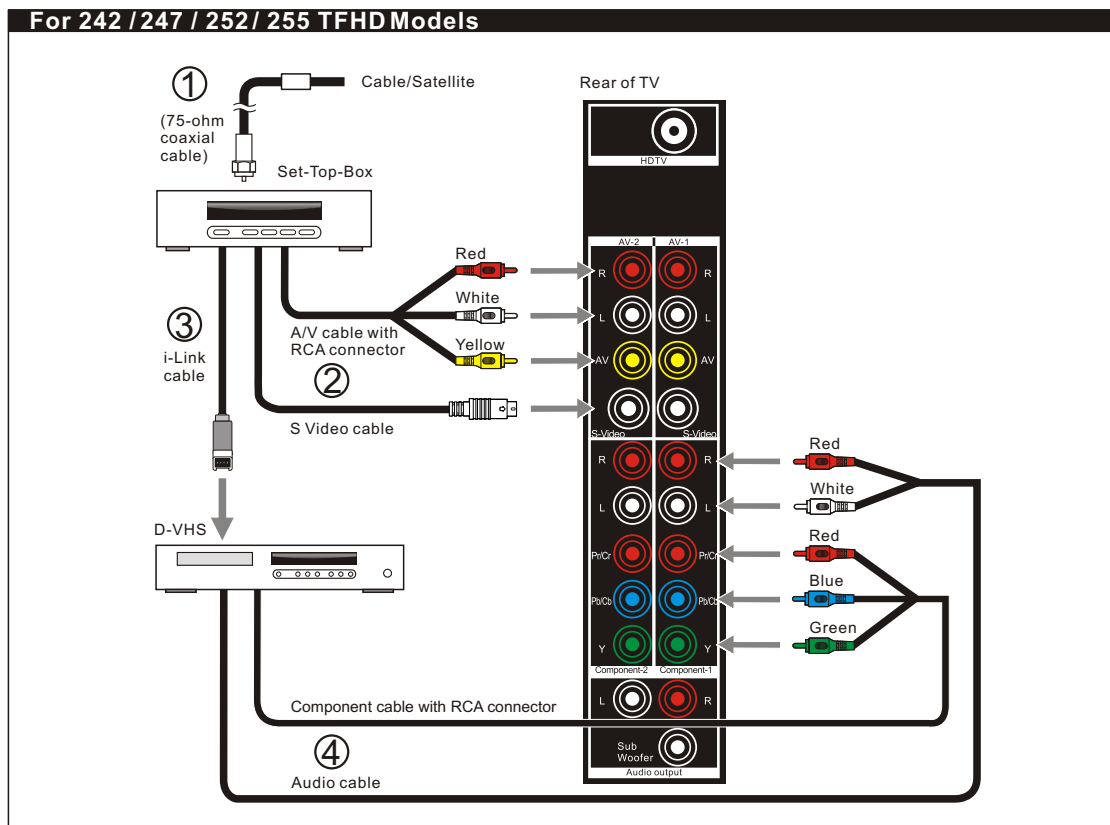 For 242 / 247 / 252 / 255 TFHD Models
①
Cable/Satellite
(75-ohm
coaxial
cable)
Set-Top-Box
Rear of TV
HDTV
AV-2
AV-1
Red
R
R
White
L
L
A/V cable with
RCA connector
Yellow
AV
AV
③
i-Link
cable
②
S Video cable
S-Video
S-Video
R
R
Red
L
L
White
D-VHS
Pr/Cr
Pr/Cr
Red
Pb/Cb
Pb/Cb
Blue
Y
Y
Green
Component-2
Component-1
Component cable with RCA connector
L
R
④
Audio cable
Sub
Woofer
Audio output